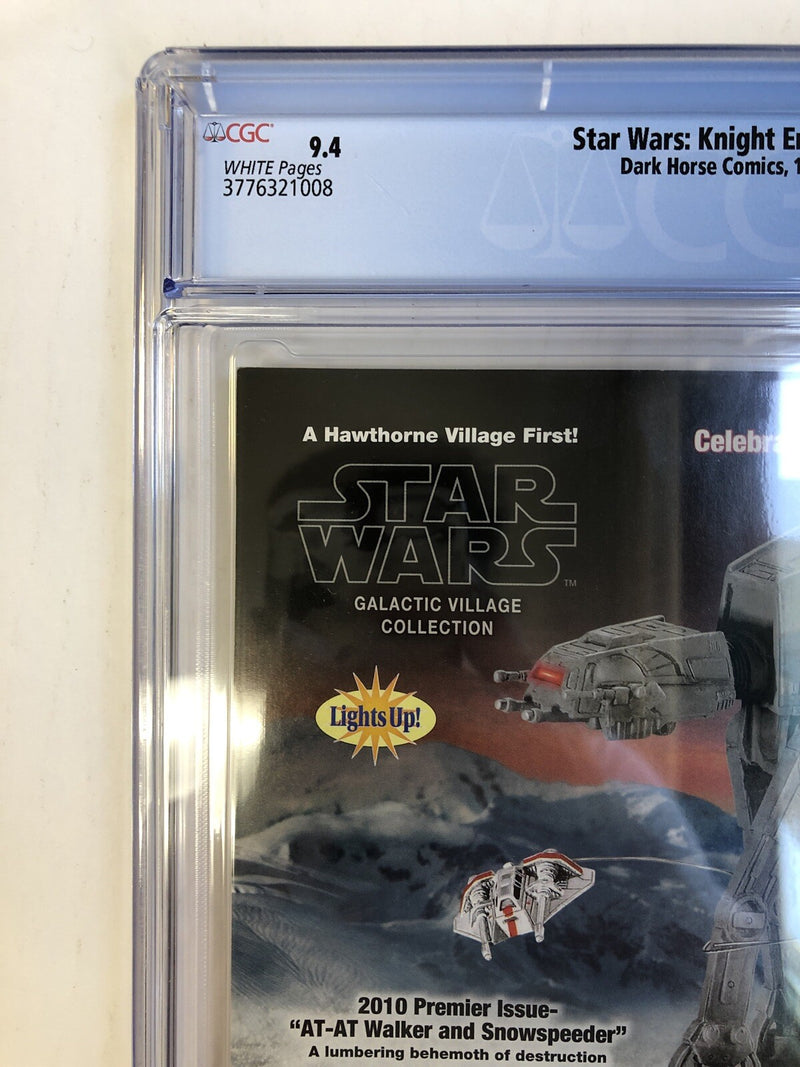 CGC
9.4
WHITE Pages
3776321008
Star Wars: Knight
Dark Horse Comics,
A Hawthorne Village First!
STAR
WARS
TM
GALACTIC VILLAGE
COLLECTION
Lights Up!
2010 Premier Issue-
“AT-AT Walker and Snowspeeder”
A lumbering behemoth of destruction